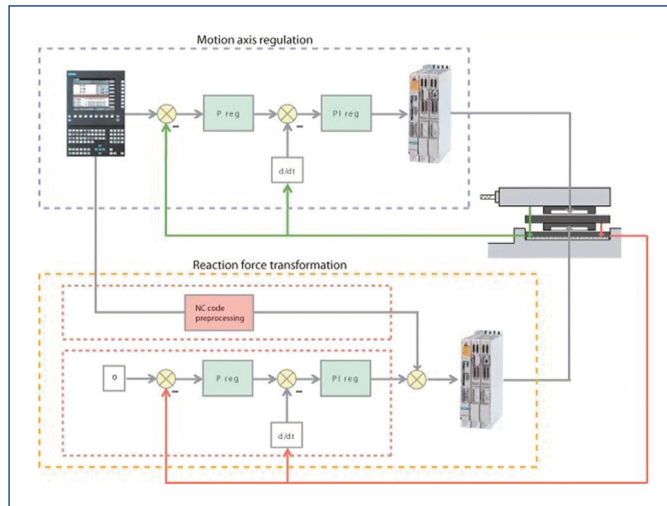 Motion axis regulation
P reg
PI reg
d/dt
Reaction force transformation
NC code
preprocessing
0
P reg
PI reg
d/dt